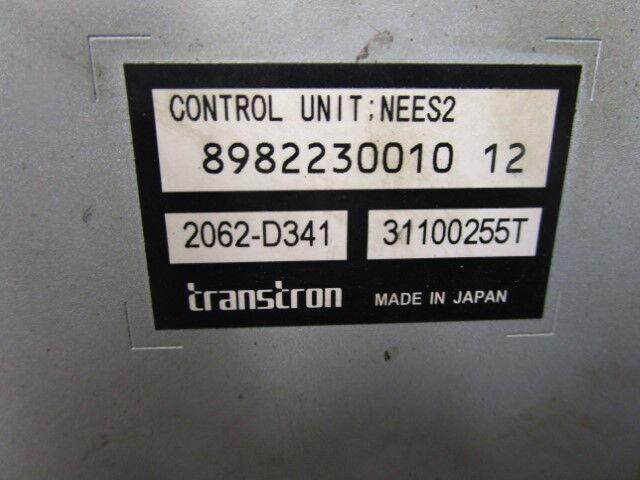 CONTROL UNIT;NEES2
8982230010 12
2062-D341 31100255T
transtron MADE IN JAPAN